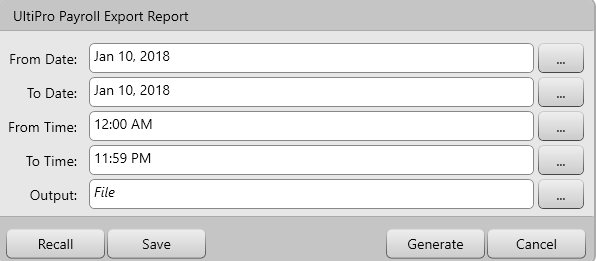 UltiPro Payroll Export Report
From Date: Jan 10, 2018 ...
To Date: Jan 10, 2018 ...
From Time: 12:00 AM ...
To Time: 11:59 PM ...
Output: File ...
Recall Save Generate Cancel